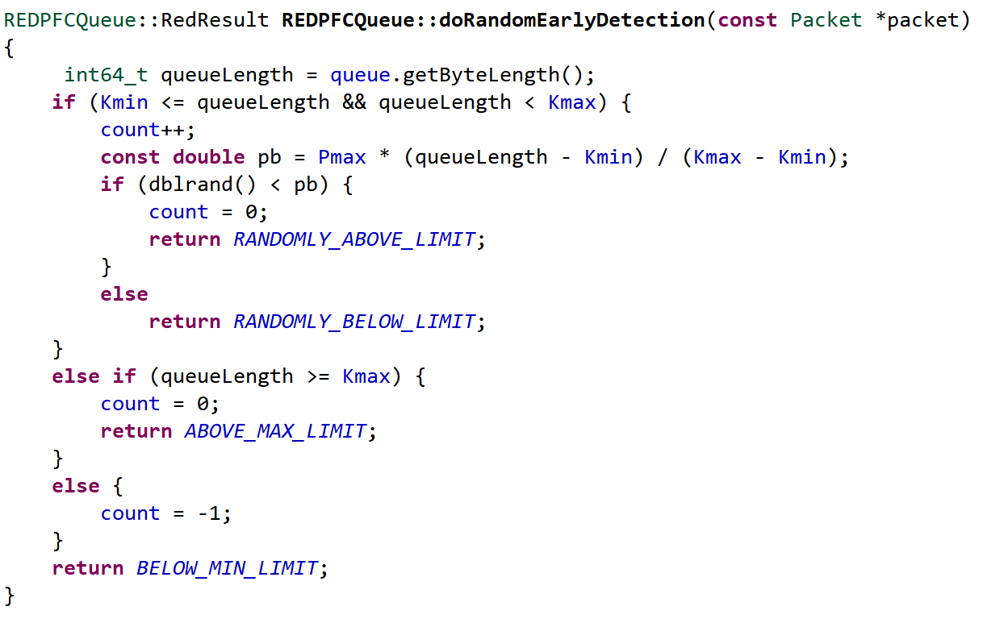 REDPFCQueue::RedResult REDPFCQueue::doRandomEarlyDetection(const Packet *packet)
{
     int64_t queueLength = queue.getByteLength();
    if (Kmin <= queueLength && queueLength < Kmax) {
        count++;
        const double pb = Pmax * (queueLength - Kmin) / (Kmax - Kmin);
        if (dblrand() < pb) {
            count = 0;
            return RANDOMLY_ABOVE_LIMIT;
        }
        else
            return RANDOMLY_BELOW_LIMIT;
    }
    else if (queueLength >= Kmax) {
        count = 0;
        return ABOVE_MAX_LIMIT;
    }
    else {
        count = -1;
    }
    return BELOW_MIN_LIMIT;
}